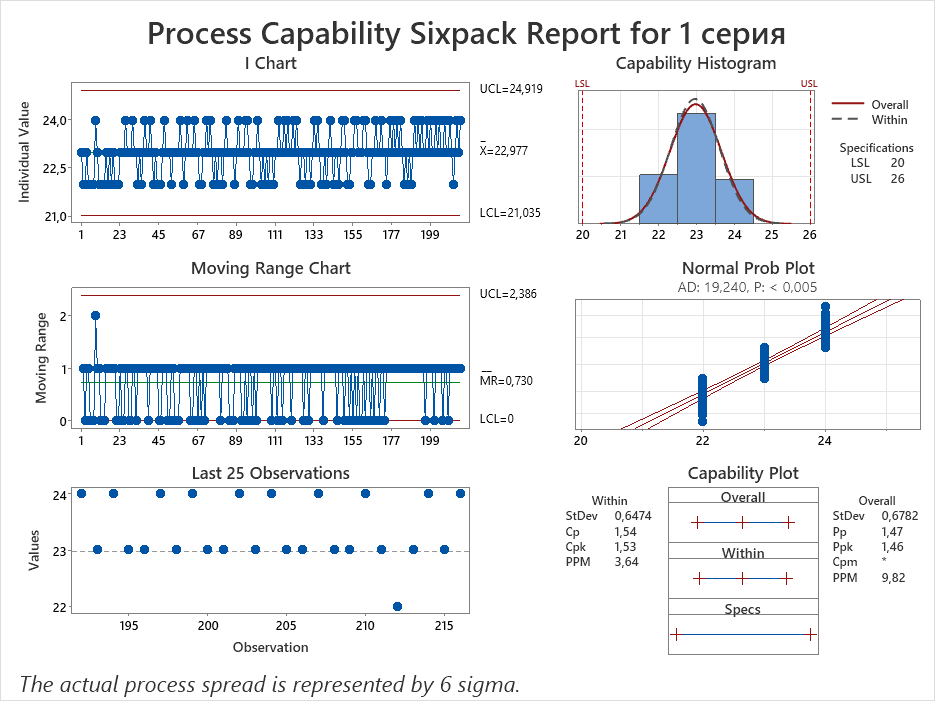 Process Capability Sixpack Report for 1 серия
I Chart
Individual Value
24,0
22,5
21,0
UCL=24,919
_
X=22,977
LCL=21,035
1 23 45 67 89 111 133 155 177 199
Capability Histogram
LSL USL
20 21 22 23 24 25 26
Overall
Within
Specifications
LSL 20
USL 26
Moving Range Chart
Moving Range
2
1
0
UCL=2,386
__
MR=0,730
LCL=0
1 23 45 67 89 111 133 155 177 199
Normal Prob Plot
AD: 19,240, P: < 0,005
20 22 24
Last 25 Observations
Values
24
23
22
195 200 205 210 215
Observation
Capability Plot
Within
StDev 0,6474
Cp 1,54
Cpk 1,53
PPM 3,64
Overall
Within
Specs
Overall
StDev 0,6782
Pp 1,47
Ppk 1,46
Cpm *
PPM 9,82
The actual process spread is represented by 6 sigma.